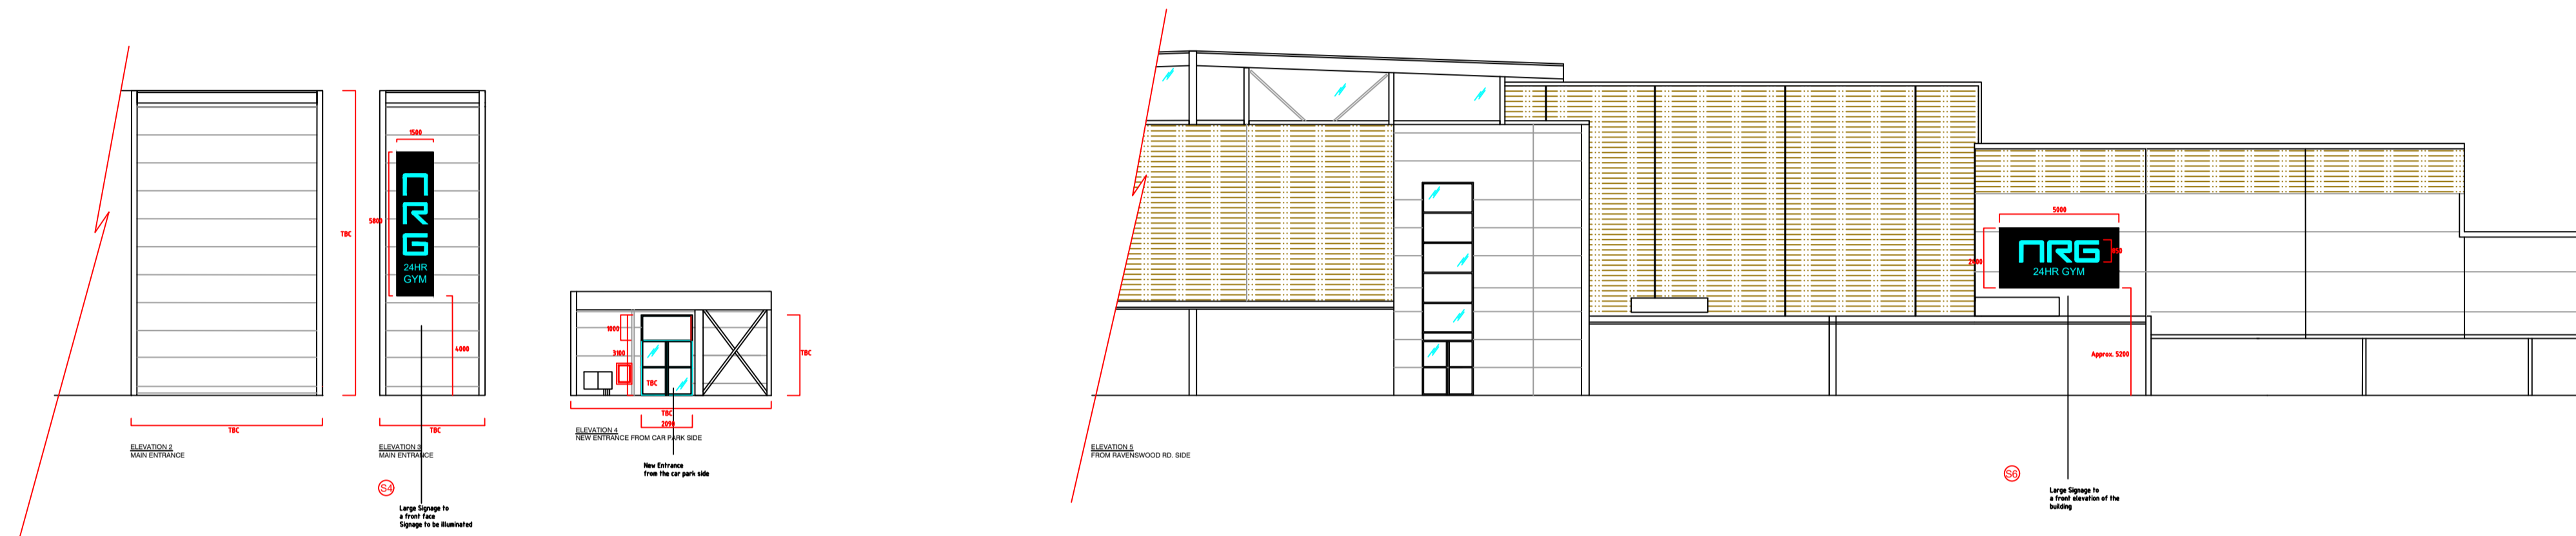 1500
5800
TBC
NRG
24HR
GYM
4000
TBC
TBC
ELEVATION 2
MAIN ENTRANCE
ELEVATION 3
MAIN ENTRANCE
S4
Large Signage to
a front face
Signage to be illuminated
1000
3100
TBC
TBC
TBC
2090
ELEVATION 4
NEW ENTRANCE FROM CAR PARK SIDE
New Entrance
from the car park side
ELEVATION 5
FROM RAVENSWOOD RD. SIDE
5000
NRG
24HR GYM
Approx. 5200
S6
Large Signage to
a front elevation of the
building